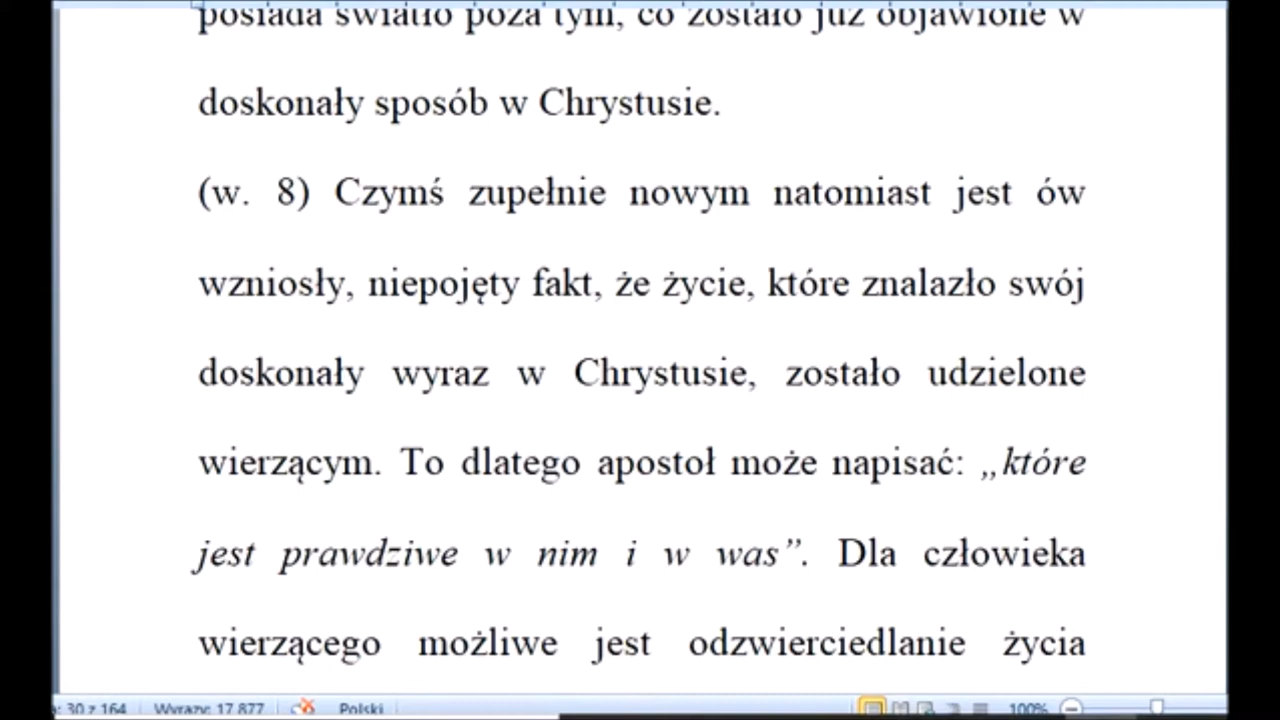 posiada światło poza tym, co zostało już objawione w
doskonały sposób w Chrystusie.
(w. 8) Czymś zupełnie nowym natomiast jest ów
wzniosły, niepojęty fakt, że życie, które znalazło swój
doskonały wyraz w Chrystusie, zostało udzielone
wierzącym. To dlatego apostoł może napisać: „które
jest prawdziwe w nim i w was”. Dla człowieka
wierzącego możliwe jest odzwierciedlanie życia
: 30 z 164 Wyrazy: 17 877 Polski 100%